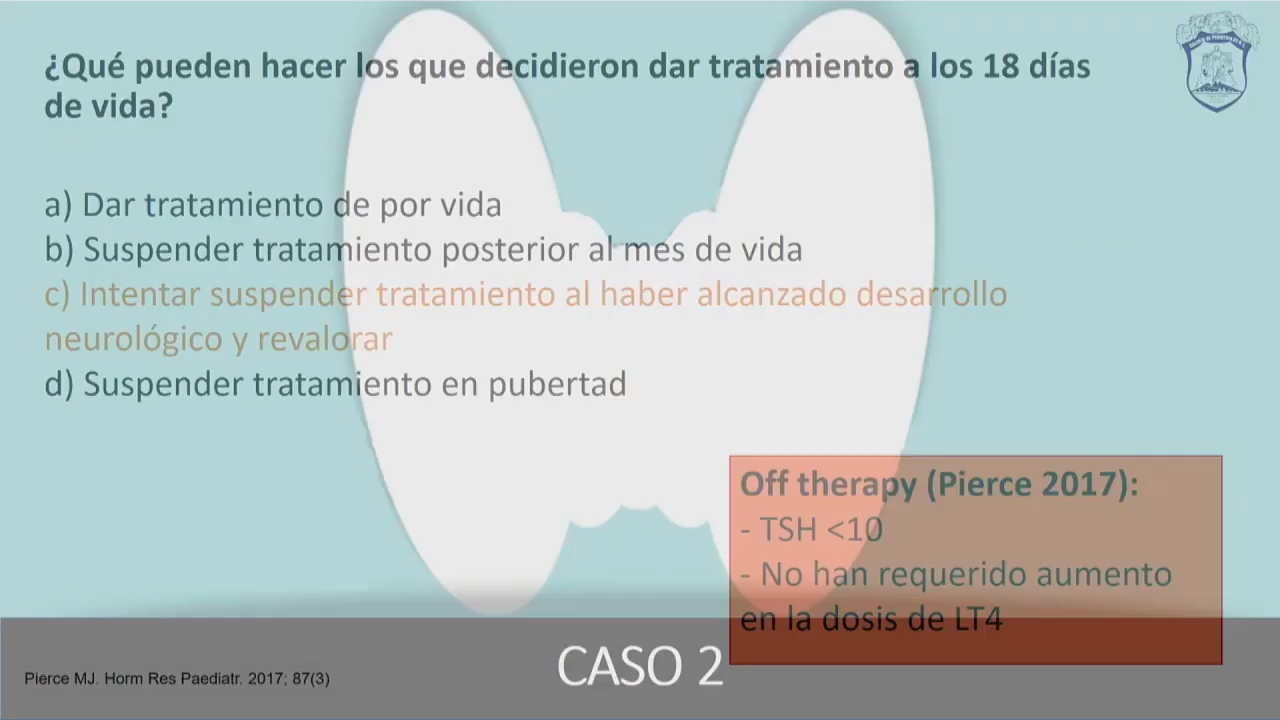 ¿Qué pueden hacer los que decidieron dar tratamiento a los 18 días
de vida?
a) Dar tratamiento de por vida
b) Suspender tratamiento posterior al mes de vida
c) Intentar suspender tratamiento al haber alcanzado desarrollo
neurológico y revalorar
d) Suspender tratamiento en pubertad
Off therapy (Pierce 2017):
- TSH <10
- No han requerido aumento
en la dosis de LT4
CASO 2
Pierce MJ. Horm Res Paediatr. 2017; 87(3)